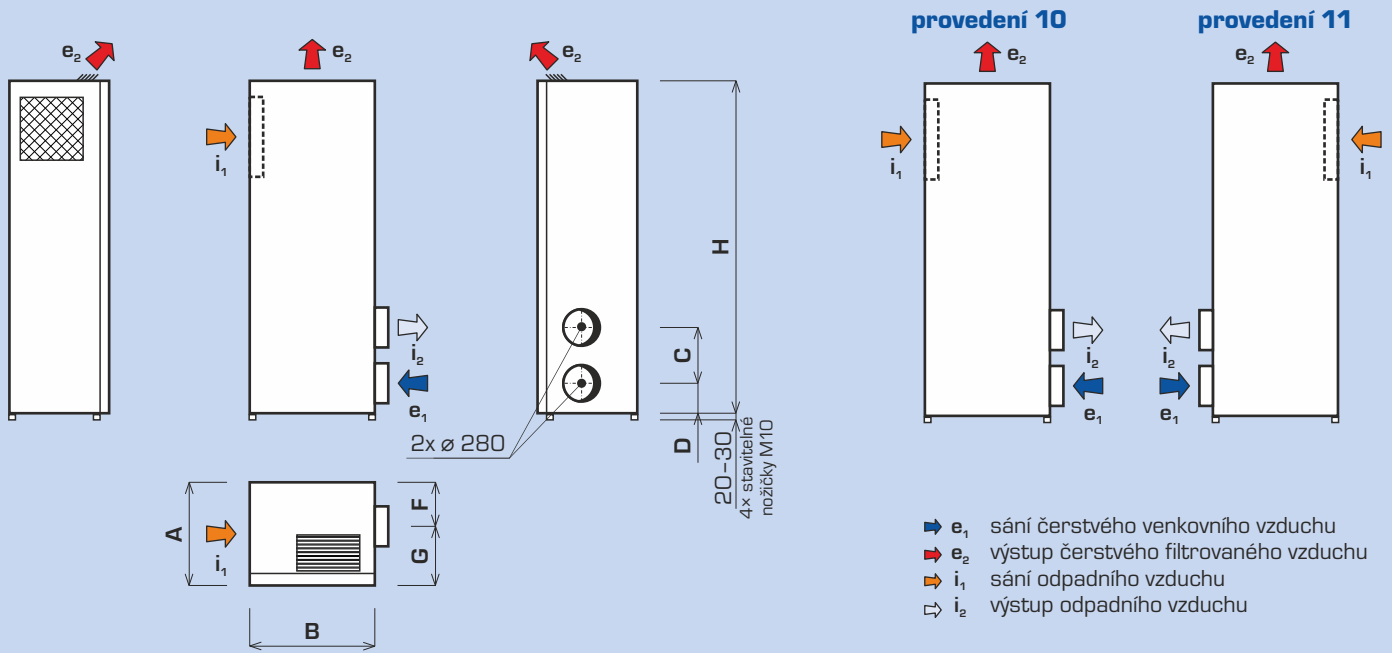 provedení 10
provedení 11
e₂
e₂
e₂
e₂
e₂
i₁
i₁
i₁
H
i₂
i₂
i₂
C
e₁
e₁
e₁
2x ø 280
D
20–30
4× stavitelné
nožičky M10
A
F
i₁
G
B
e₁ sání čerstvého venkovního vzduchu
e₂ výstup čerstvého filtrovaného vzduchu
i₁ sání odpadního vzduchu
i₂ výstup odpadního vzduchu